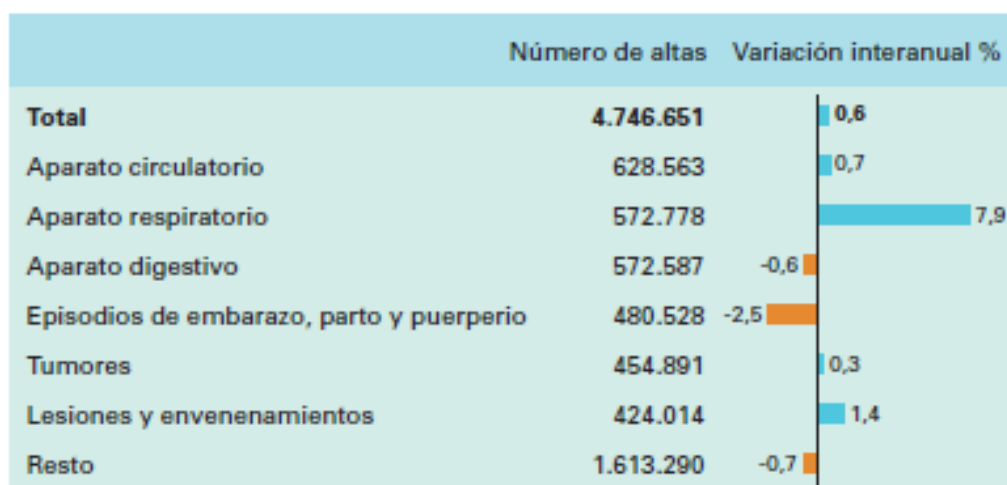 Número de altas Variación interanual %
Total 4.746.651 0,6
Aparato circulatorio 628.563 0,7
Aparato respiratorio 572.778 7,9
Aparato digestivo 572.587 -0,6
Episodios de embarazo, parto y puerperio 480.528 -2,5
Tumores 454.891 0,3
Lesiones y envenenamientos 424.014 1,4
Resto 1.613.290 -0,7